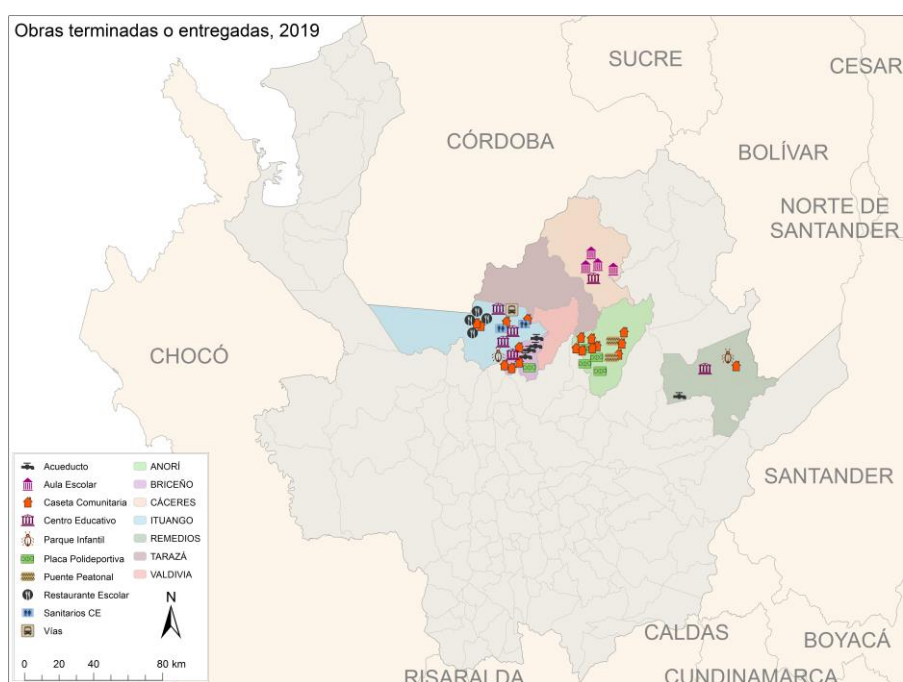 Obras terminadas o entregadas, 2019
SUCRE
CESAR
CÓRDOBA
BOLÍVAR
NORTE DE
SANTANDER
CHOCÓ
SANTANDER
CALDAS
BOYACÁ
RISARALDA
CUNDINAMARCA
Acueducto
Aula Escolar
Caseta Comunitaria
Centro Educativo
Parque Infantil
Placa Polideportiva
Puente Peatonal
Restaurante Escolar
Sanitarios CE
Vías
ANORÍ
BRICEÑO
CÁCERES
ITUANGO
REMEDIOS
TARAZÁ
VALDIVIA
N
0 20 40 80 km